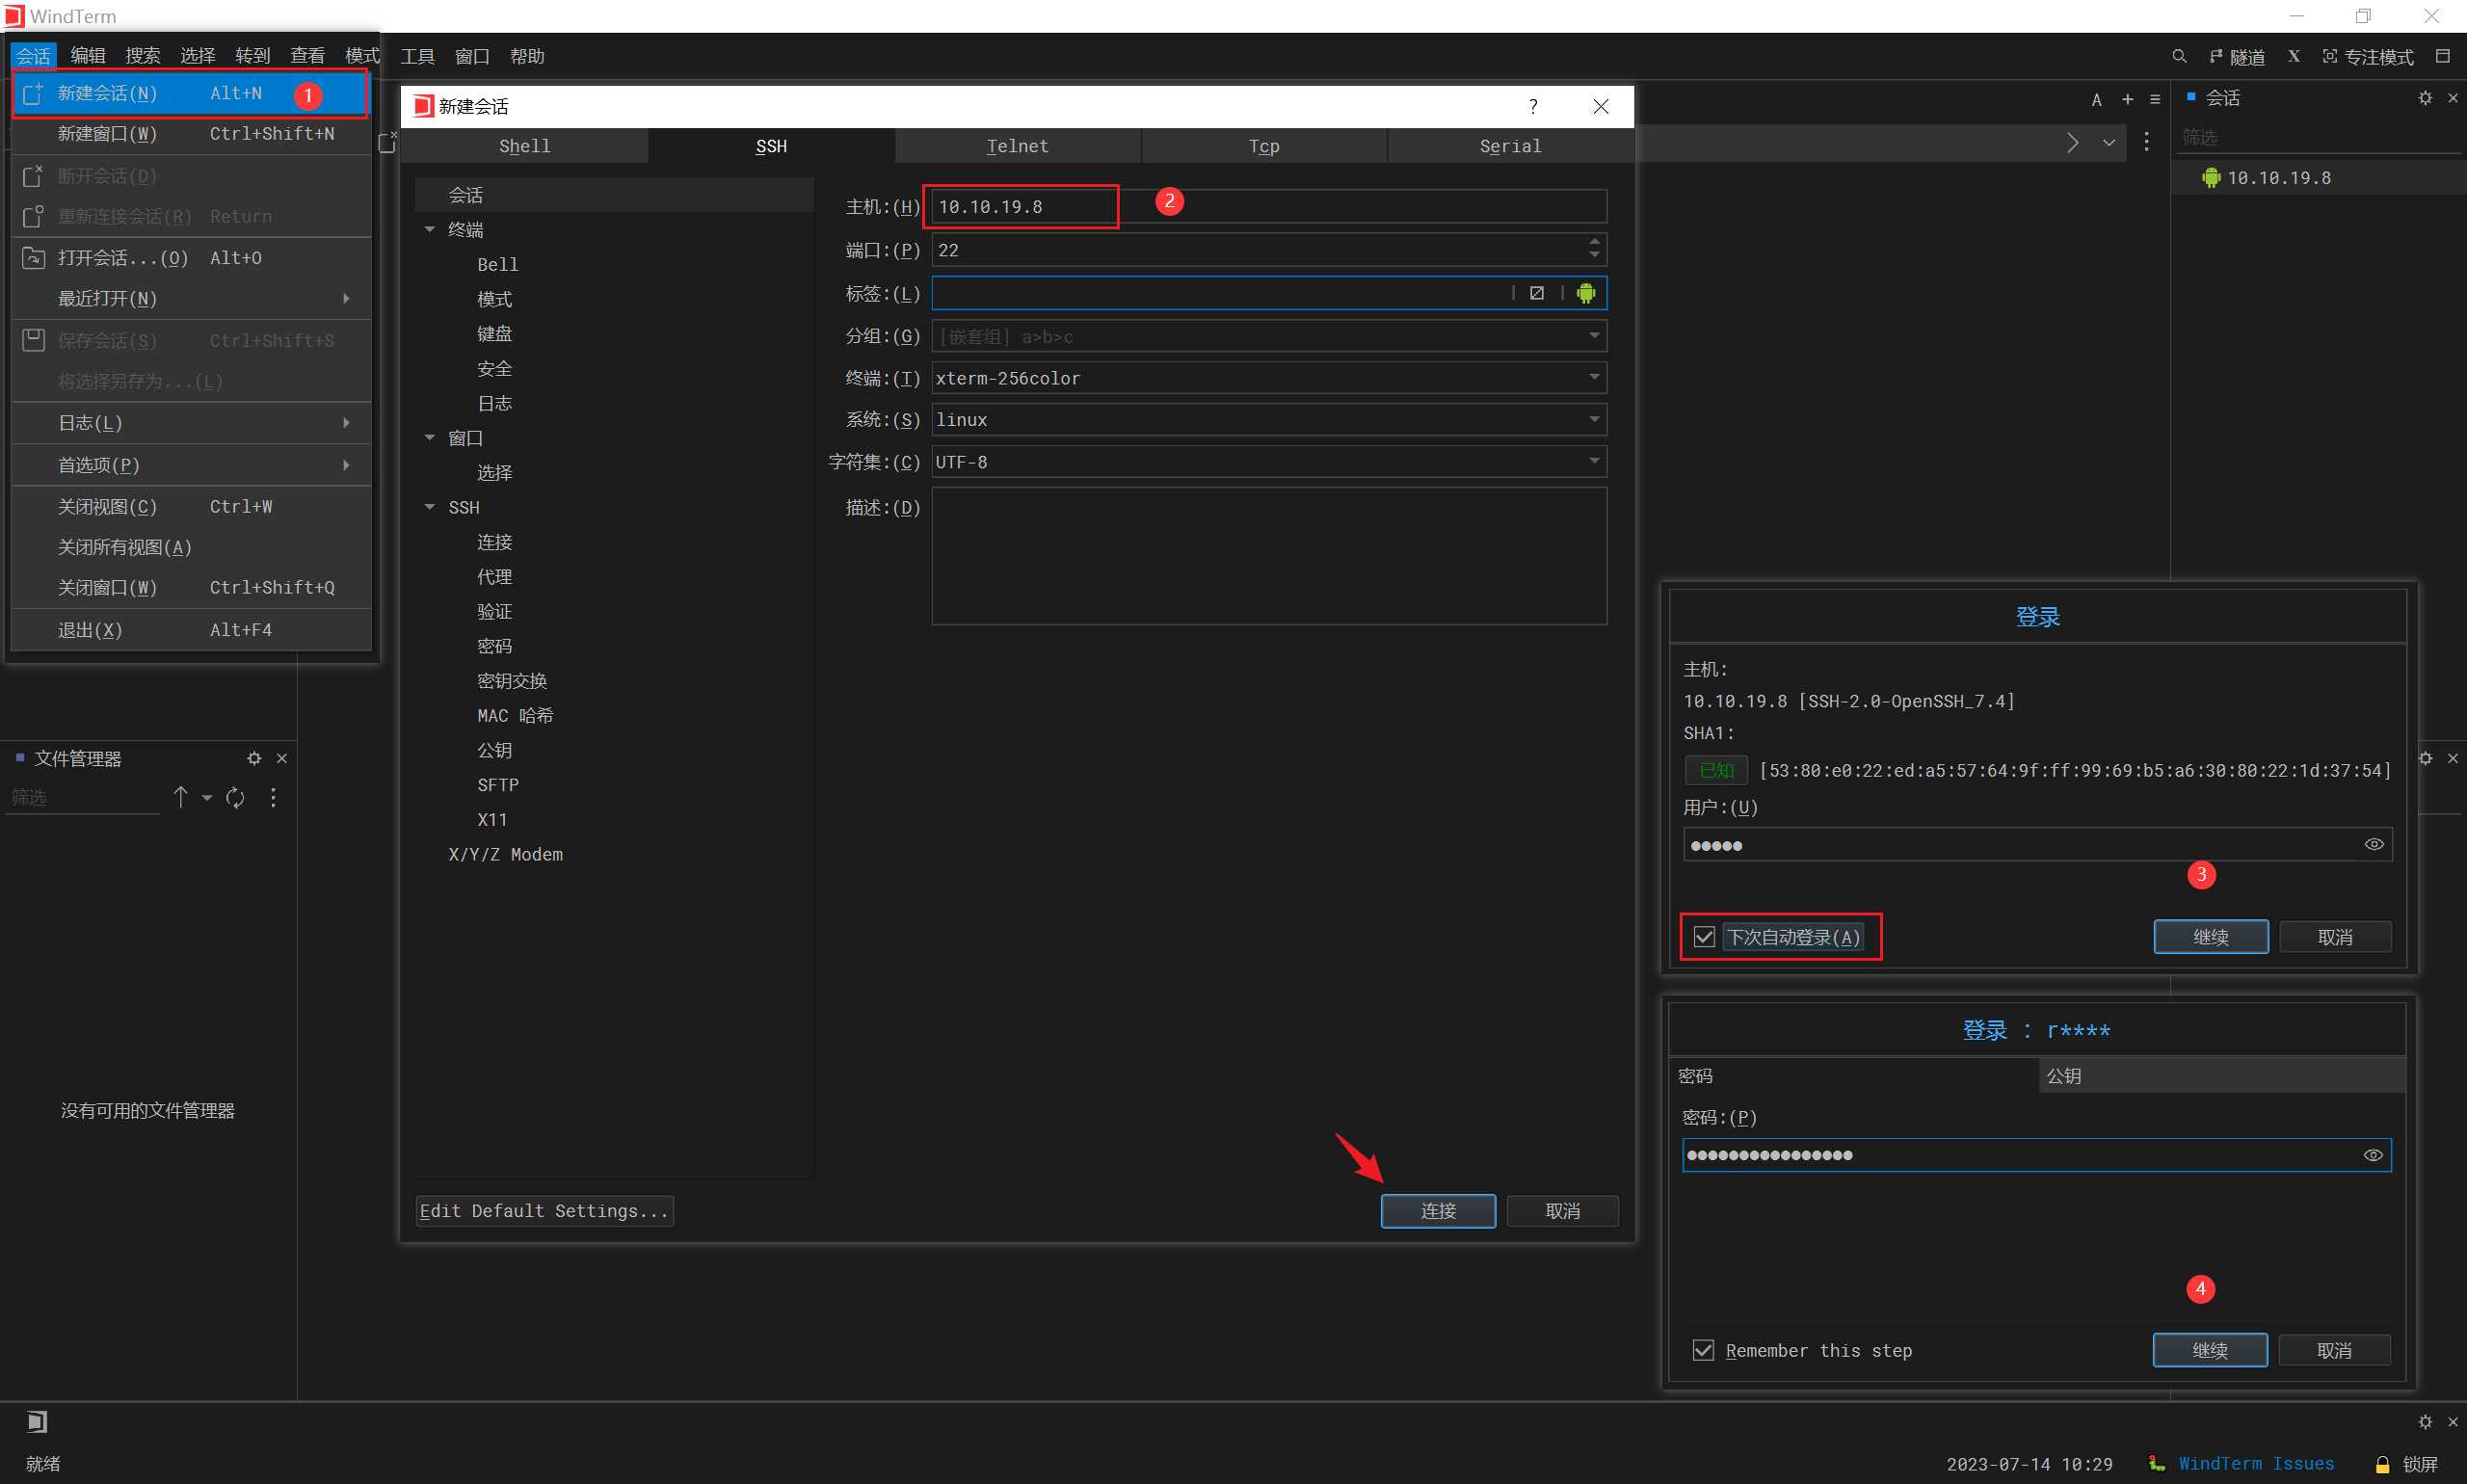 WindTerm
会话 编辑 搜索 选择 转到 查看 模式 工具 窗口 帮助
隧道 X 专注模式
新建会话(N) Alt+N 1
新建窗口(W) Ctrl+Shift+N
断开会话(D)
重新连接会话(R) Return
打开会话...(O) Alt+O
最近打开(N)
保存会话(S) Ctrl+Shift+S
将选择另存为...(L)
日志(L)
首选项(P)
关闭视图(C) Ctrl+W
关闭所有视图(A)
关闭窗口(W) Ctrl+Shift+Q
退出(X) Alt+F4
文件管理器
筛选
没有可用的文件管理器
新建会话
?
Shell SSH Telnet Tcp Serial
会话
终端
Bell
模式
键盘
安全
日志
窗口
选择
SSH
连接
代理
验证
密码
密钥交换
MAC 哈希
公钥
SFTP
X11
X/Y/Z Modem
主机:(H) 10.10.19.8 2
端口:(P) 22
标签:(L)
分组:(G) [嵌套组] a>b>c
终端:(T) xterm-256color
系统:(S) linux
字符集:(C) UTF-8
描述:(D)
Edit Default Settings... 连接 取消
A
会话
筛选
10.10.19.8
登录
主机:
10.10.19.8 [SSH-2.0-OpenSSH_7.4]
SHA1:
已知 [53:80:e0:22:ed:a5:57:64:9f:ff:99:69:b5:a6:30:80:22:1d:37:54]
用户:(U)
●●●●●
3
下次自动登录(A) 继续 取消
登录 : r****
密码 公钥
密码:(P)
●●●●●●●●●●●●●●●●
4
Remember this step 继续 取消
就绪 2023-07-14 10:29 WindTerm Issues 锁屏